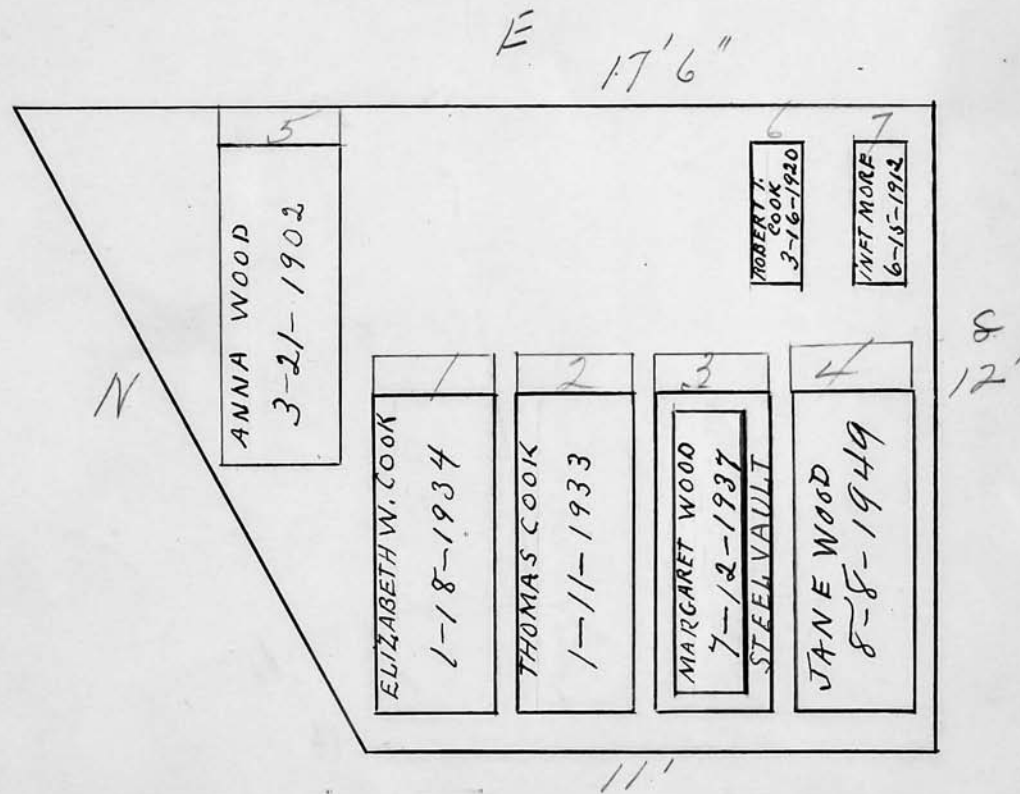 E
17'6"
5
ANNA WOOD
3-21-1902
6
ROBERT T.
COOK
3-16-1920
7
INFT MORE
6-15-1912
N
S
12'
1
ELIZABETH W. COOK
1-18-1934
2
THOMAS COOK
1-11-1933
3
MARGARET WOOD
7-12-1937
STEEL VAULT
4
JANE WOOD
8-8-1949
11'